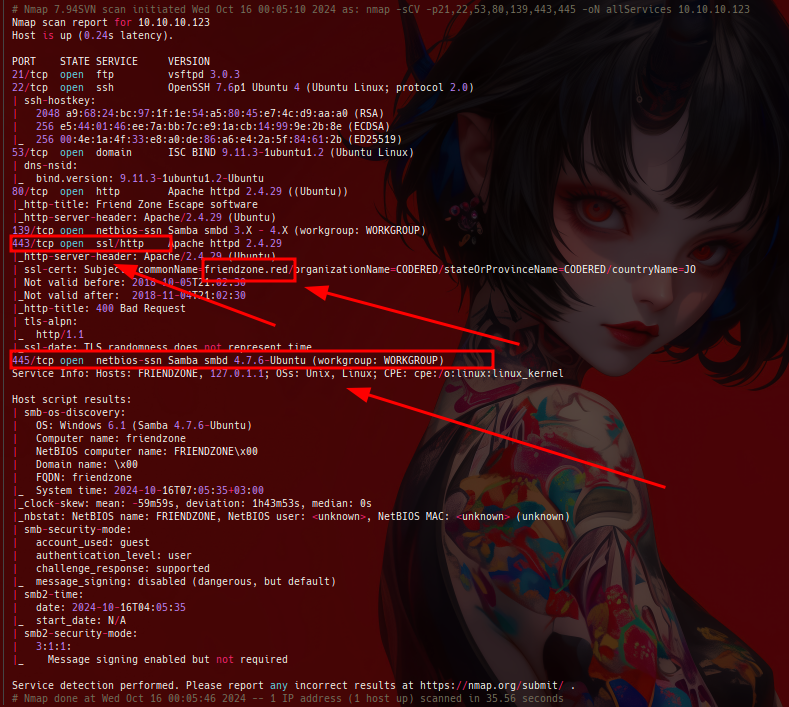 # Nmap 7.94SVN scan initiated Wed Oct 16 00:05:10 2024 as: nmap -sCV -p21,22,53,80,139,443,445 -oN allServices 10.10.10.123
Nmap scan report for 10.10.10.123
Host is up (0.24s latency).
PORT    STATE SERVICE     VERSION
21/tcp  open  ftp         vsftpd 3.0.3
22/tcp  open  ssh         OpenSSH 7.6p1 Ubuntu 4 (Ubuntu Linux; protocol 2.0)
| ssh-hostkey:
|   2048 a9:68:24:bc:97:1f:1e:54:a5:80:45:e7:4c:d9:aa:a0 (RSA)
|   256 e5:44:01:46:ee:7a:bb:7c:e9:1a:cb:14:99:9e:2b:8e (ECDSA)
|_  256 00:4e:1a:4f:33:e8:a0:de:86:a6:e4:2a:5f:84:61:2b (ED25519)
53/tcp  open  domain      ISC BIND 9.11.3-1ubuntu1.2 (Ubuntu Linux)
| dns-nsid:
|_  bind.version: 9.11.3-1ubuntu1.2-Ubuntu
80/tcp  open  http        Apache httpd 2.4.29 ((Ubuntu))
|_http-title: Friend Zone Escape software
|_http-server-header: Apache/2.4.29 (Ubuntu)
139/tcp open  netbios-ssn Samba smbd 3.X - 4.X (workgroup: WORKGROUP)
443/tcp open  ssl/http    Apache httpd 2.4.29
|_http-server-header: Apache/2.4.29 (Ubuntu)
| ssl-cert: Subject: commonName=friendzone.red/organizationName=CODERED/stateOrProvinceName=CODERED/countryName=JO
| Not valid before: 2018-10-05T21:02:30
|_Not valid after:  2018-11-04T21:02:30
|_http-title: 400 Bad Request
| tls-alpn:
|_  http/1.1
|_ssl-date: TLS randomness does not represent time
445/tcp open  netbios-ssn Samba smbd 4.7.6-Ubuntu (workgroup: WORKGROUP)
Service Info: Hosts: FRIENDZONE, 127.0.1.1; OSs: Unix, Linux; CPE: cpe:/o:linux:linux_kernel
Host script results:
| smb-os-discovery:
|   OS: Windows 6.1 (Samba 4.7.6-Ubuntu)
|   Computer name: friendzone
|   NetBIOS computer name: FRIENDZONE\x00
|   Domain name: \x00
|   FQDN: friendzone
|_  System time: 2024-10-16T07:05:35+03:00
|_clock-skew: mean: -59m59s, deviation: 1h43m53s, median: 0s
|_nbstat: NetBIOS name: FRIENDZONE, NetBIOS user: <unknown>, NetBIOS MAC: <unknown> (unknown)
| smb-security-mode:
|   account_used: guest
|   authentication_level: user
|   challenge_response: supported
|_  message_signing: disabled (dangerous, but default)
| smb2-time:
|   date: 2024-10-16T04:05:35
|_  start_date: N/A
| smb2-security-mode:
|   3:1:1:
|_    Message signing enabled but not required
Service detection performed. Please report any incorrect results at https://nmap.org/submit/ .
# Nmap done at Wed Oct 16 00:05:46 2024 -- 1 IP address (1 host up) scanned in 35.56 seconds